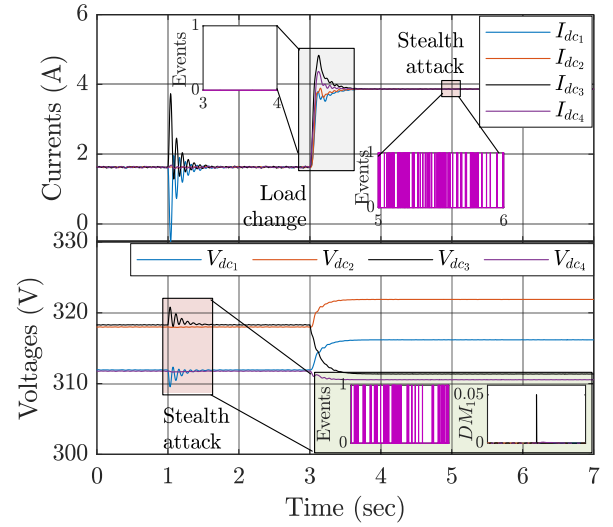 Currents (A)
6
4
2
0
Events
1
0
3
4
Stealth
attack
I_{dc_1}
I_{dc_2}
I_{dc_3}
I_{dc_4}
Load
change
Events
1
0
5
6
Voltages (V)
330
320
310
300
V_{dc_1}
V_{dc_2}
V_{dc_3}
V_{dc_4}
Stealth
attack
Events
1
0
DM_1
0.05
0
0
1
2
3
4
5
6
7
Time (sec)